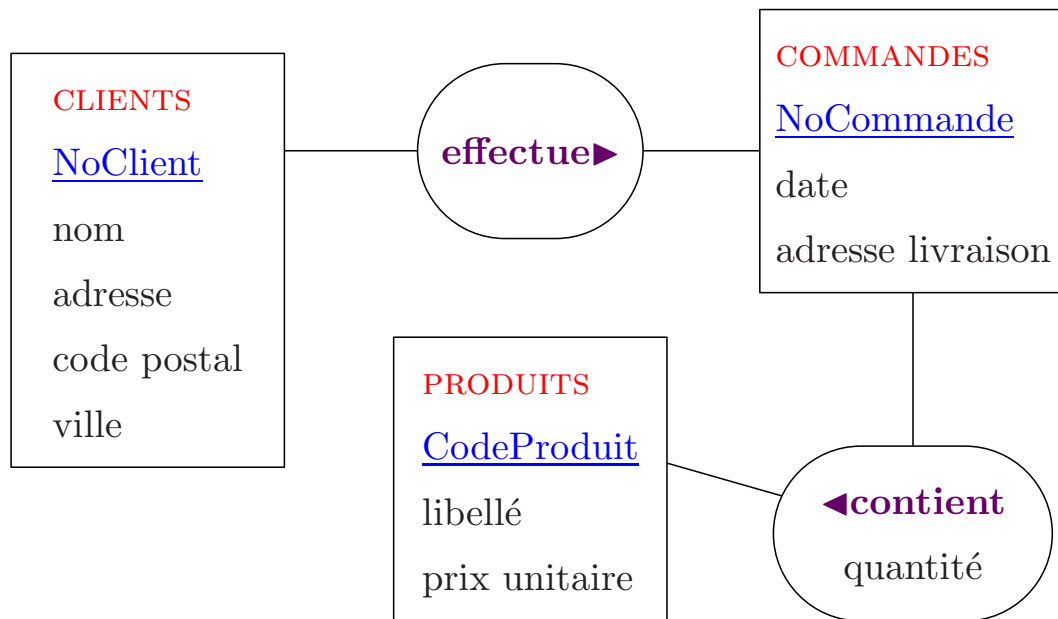 CLIENTS
NoClient
nom
adresse
code postal
ville
effectue▶
COMMANDES
NoCommande
date
adresse livraison
PRODUITS
CodeProduit
libellé
prix unitaire
◀contient
quantité